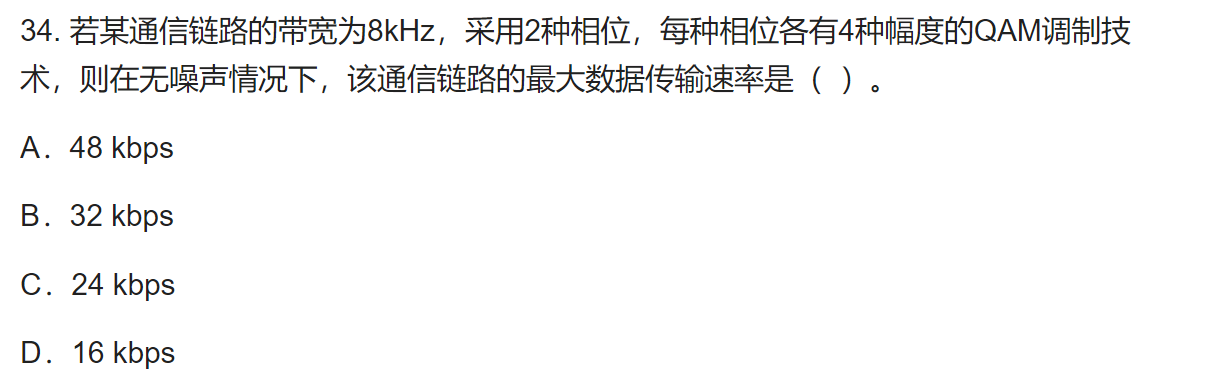 34. 若某通信链路的带宽为8kHz，采用2种相位，每种相位各有4种幅度的QAM调制技
术，则在无噪声情况下，该通信链路的最大数据传输速率是（ ）。
A．48 kbps
B．32 kbps
C．24 kbps
D．16 kbps